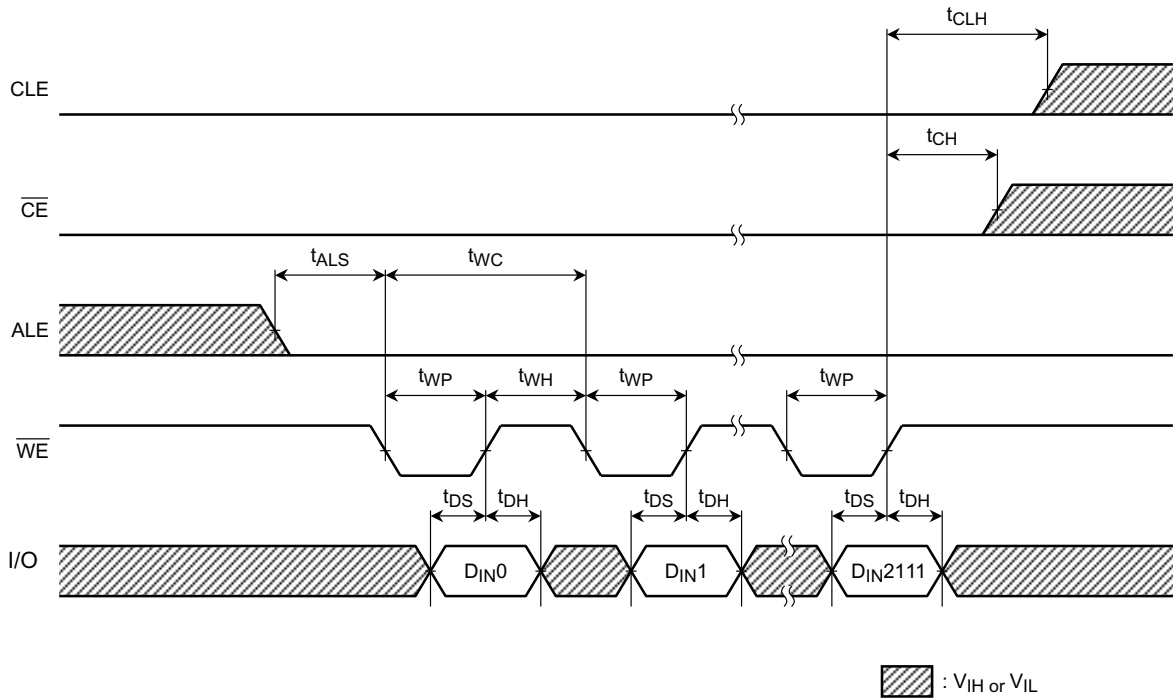 tCLH
CLE
tCH
CE
tALS
tWC
ALE
tWP
tWH
tWP
tWP
WE
tDS
tDH
tDS
tDH
tDS
tDH
I/O
DIN0
DIN1
DIN2111
: VIH or VIL